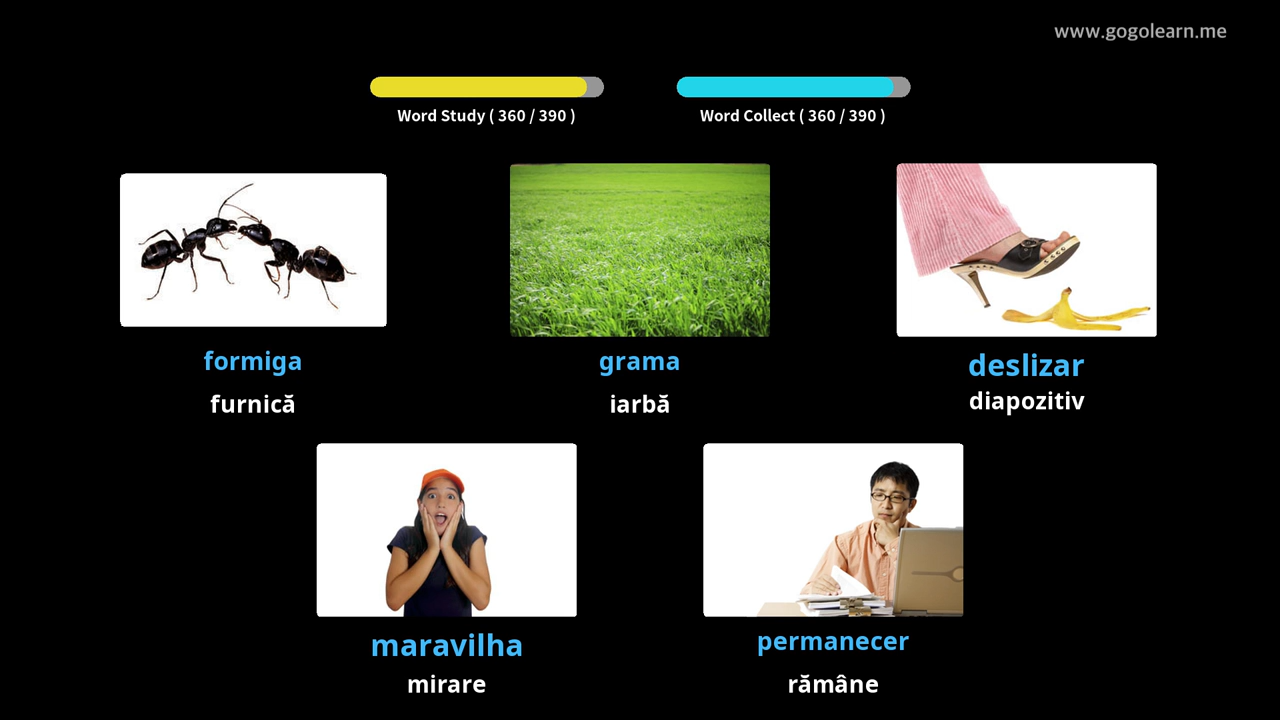 www.gogolearn.me
Word Study ( 360 / 390 )
Word Collect ( 360 / 390 )
formiga
furnică
grama
iarbă
deslizar
diapozitiv
maravilha
mirare
permanecer
rămâne